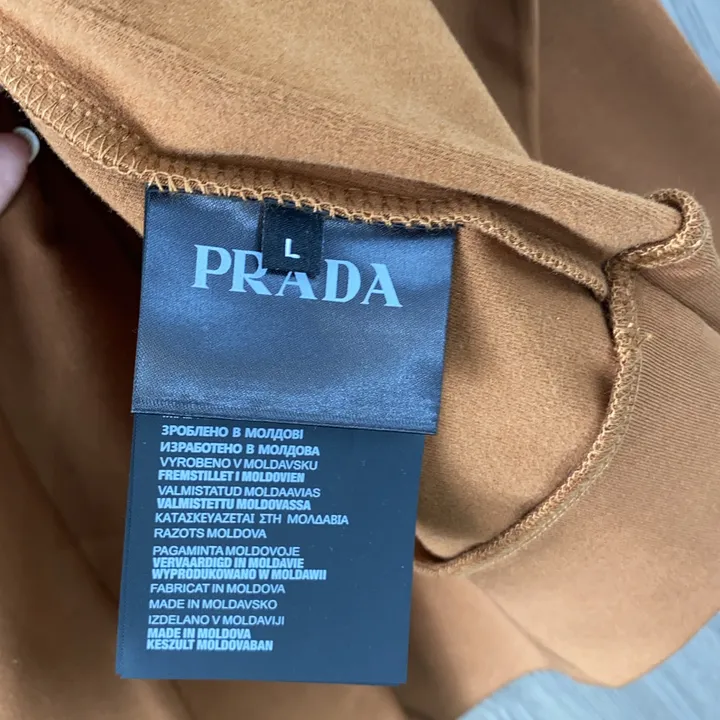 L
PRADA
ЗРОБЛЕНО В МОЛДОВІ
ИЗРАБОТЕНО В МОЛДОВА
VYROBENO V MOLDAVSKU
FREMSTILLET I MOLDOVIEN
VALMISTATUD MOLDAAVIAS
VALMISTETTU MOLDOVASSA
ΚΑΤΑΣΚΕΥΑΖΕΤΑΙ ΣΤΗ ΜΟΛΔΑΒΙΑ
RAZOTS MOLDOVA
PAGAMINTA MOLDOVOJE
VERVAARDIGD IN MOLDAVIE
WYPRODUKOWANO W MOLDAWII
FABRICAT IN MOLDOVA
MADE IN MOLDAVSKO
IZDELANO V MOLDAVIJI
MADE IN MOLDOVA
KESZULT MOLDOVABAN